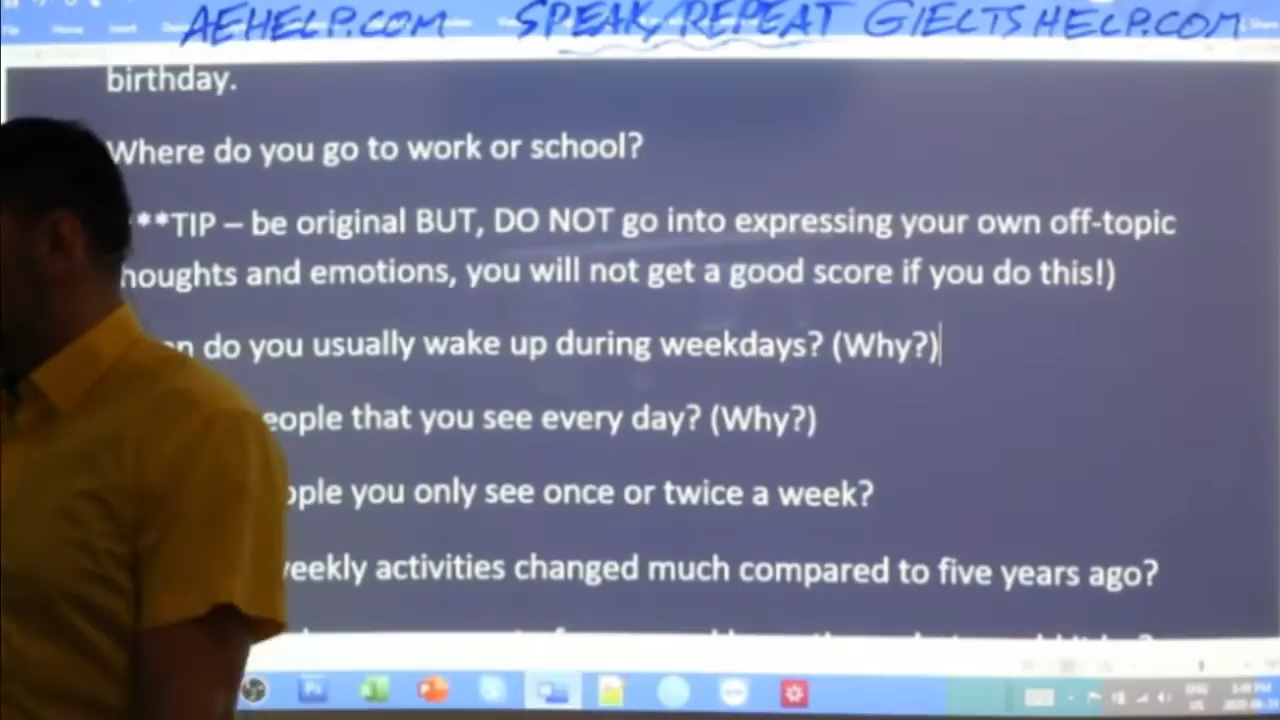 AEHELP.COM SPEAK/REPEAT GIELTSHELP.COM
birthday.
Where do you go to work or school?
**TIP – be original BUT, DO NOT go into expressing your own off-topic
houghts and emotions, you will not get a good score if you do this!)
n do you usually wake up during weekdays? (Why?)
eople that you see every day? (Why?)
ople you only see once or twice a week?
eekly activities changed much compared to five years ago?